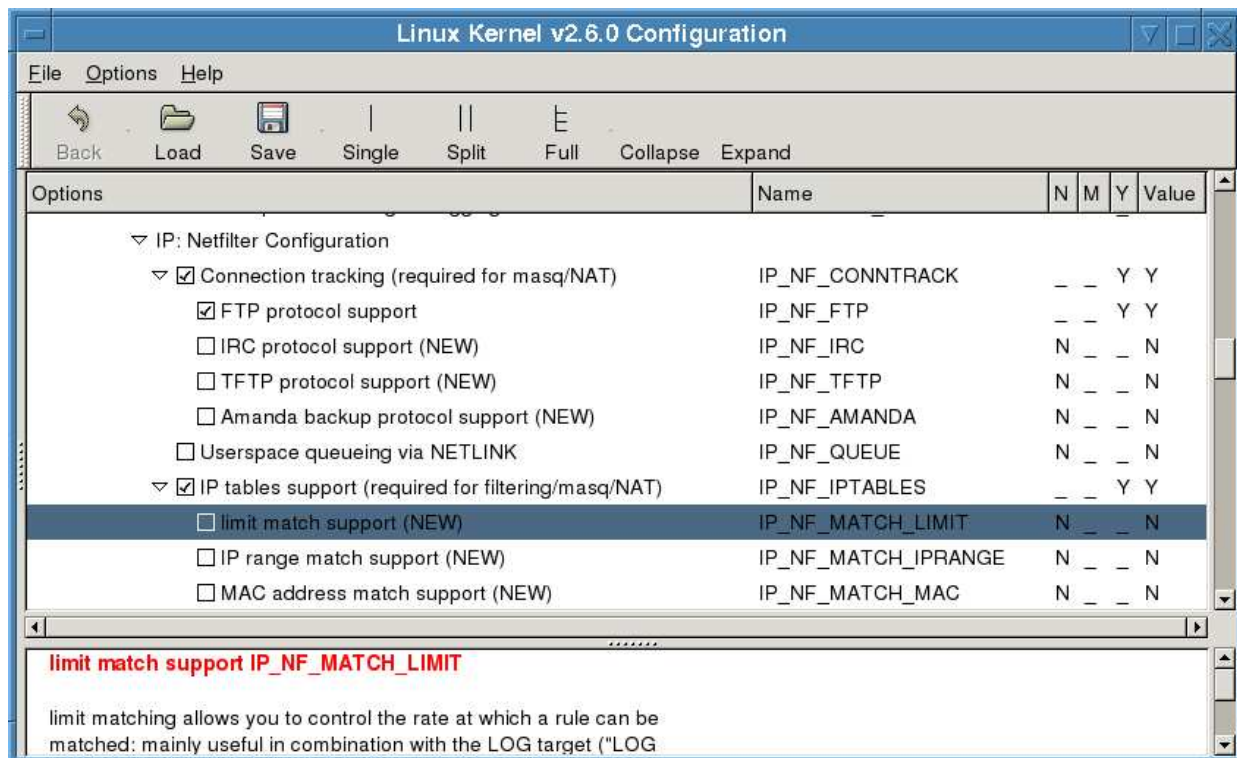 Linux Kernel v2.6.0 Configuration
File Options Help
Back Load Save Single Split Full Collapse Expand
Options Name N M Y Value
IP: Netfilter Configuration
Connection tracking (required for masq/NAT) IP_NF_CONNTRACK _ _ Y Y
FTP protocol support IP_NF_FTP _ _ Y Y
IRC protocol support (NEW) IP_NF_IRC N _ _ N
TFTP protocol support (NEW) IP_NF_TFTP N _ _ N
Amanda backup protocol support (NEW) IP_NF_AMANDA N _ _ N
Userspace queueing via NETLINK IP_NF_QUEUE N _ _ N
IP tables support (required for filtering/masq/NAT) IP_NF_IPTABLES _ _ Y Y
limit match support (NEW) IP_NF_MATCH_LIMIT N _ _ N
IP range match support (NEW) IP_NF_MATCH_IPRANGE N _ _ N
MAC address match support (NEW) IP_NF_MATCH_MAC N _ _ N
limit match support IP_NF_MATCH_LIMIT
limit matching allows you to control the rate at which a rule can be
matched: mainly useful in combination with the LOG target ("LOG